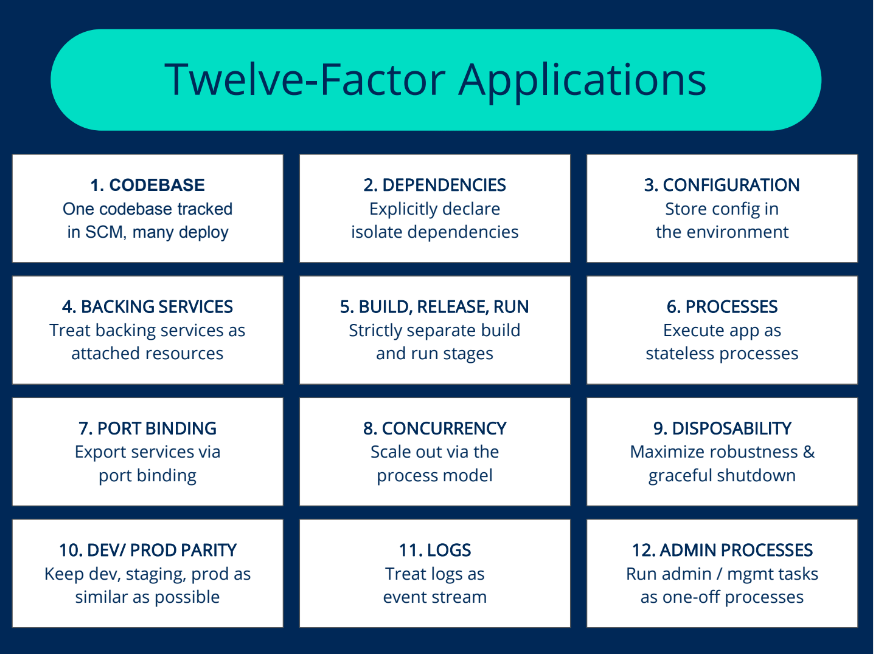 Twelve-Factor Applications
1. CODEBASE
One codebase tracked
in SCM, many deploy
2. DEPENDENCIES
Explicitly declare
isolate dependencies
3. CONFIGURATION
Store config in
the environment
4. BACKING SERVICES
Treat backing services as
attached resources
5. BUILD, RELEASE, RUN
Strictly separate build
and run stages
6. PROCESSES
Execute app as
stateless processes
7. PORT BINDING
Export services via
port binding
8. CONCURRENCY
Scale out via the
process model
9. DISPOSABILITY
Maximize robustness &
graceful shutdown
10. DEV/ PROD PARITY
Keep dev, staging, prod as
similar as possible
11. LOGS
Treat logs as
event stream
12. ADMIN PROCESSES
Run admin / mgmt tasks
as one-off processes